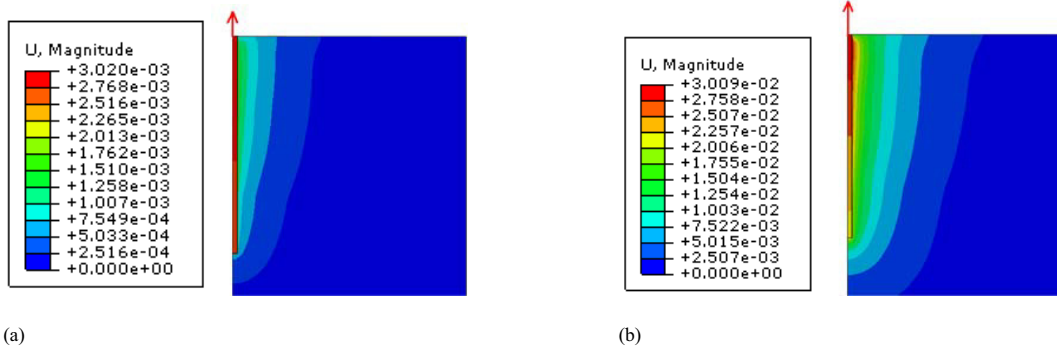 U, Magnitude
+3.020e-03
+2.768e-03
+2.516e-03
+2.265e-03
+2.013e-03
+1.762e-03
+1.510e-03
+1.258e-03
+1.007e-03
+7.549e-04
+5.033e-04
+2.516e-04
+0.000e+00
(a)
U, Magnitude
+3.009e-02
+2.758e-02
+2.507e-02
+2.257e-02
+2.006e-02
+1.755e-02
+1.504e-02
+1.254e-02
+1.003e-02
+7.522e-03
+5.015e-03
+2.507e-03
+0.000e+00
(b)